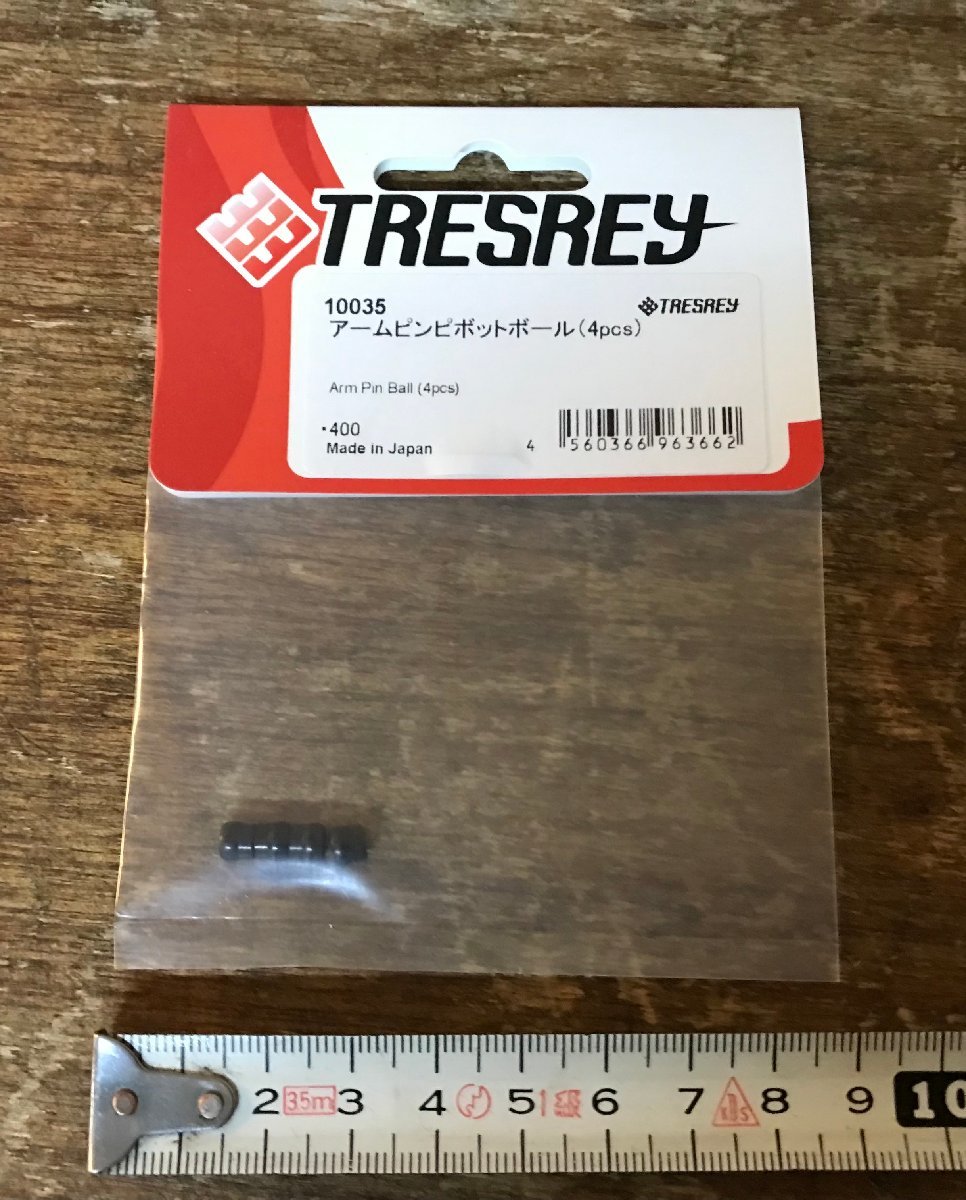 TRESREY
10035
TRESREY
アームピンピボットボール(4pcs)
Arm Pin Ball (4pcs)
・400
Made in Japan
4 560366 963662
2 35m 3 4 5 6 7 8 9 10